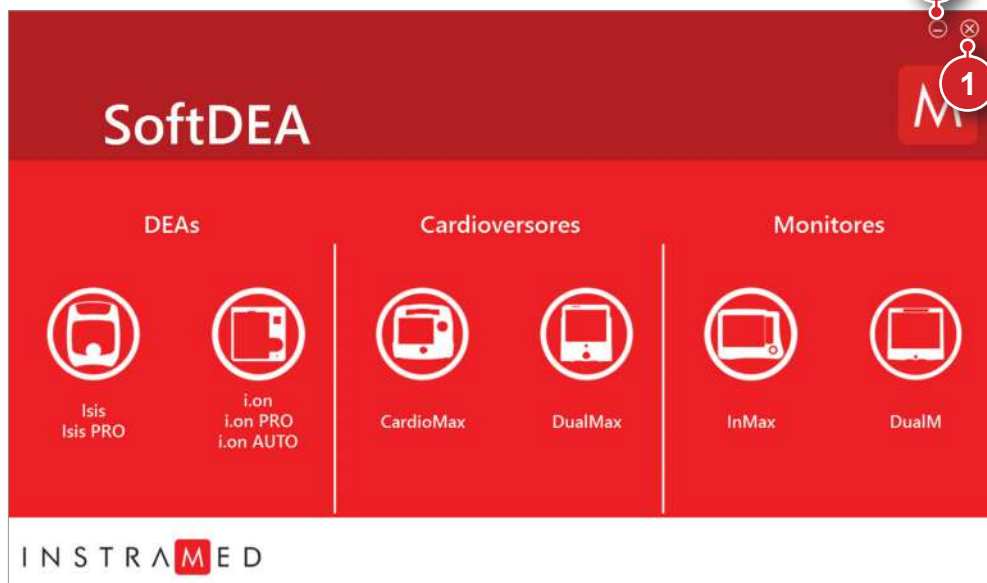 1
SoftDEA
M
DEAs
Cardioversores
Monitores
Isis
Isis PRO
i.on
i.on PRO
i.on AUTO
CardioMax
DualMax
InMax
DualM
INSTRAMED